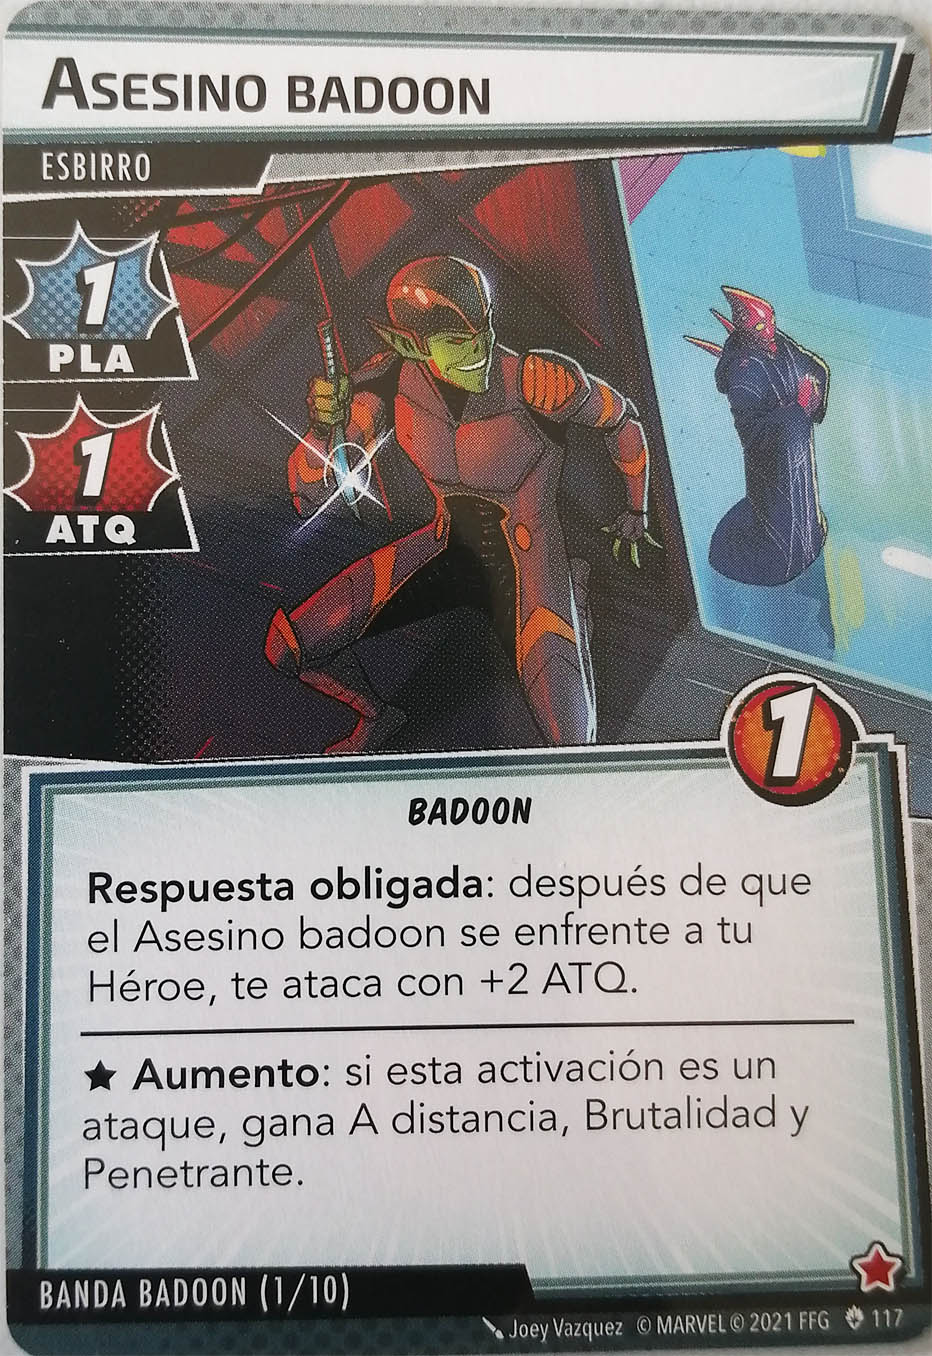 ASESINO BADOON
ESBIRRO
1
PLA
1
ATQ
1
BADOON
Respuesta obligada: después de que
el Asesino badoon se enfrente a tu
Héroe, te ataca con +2 ATQ.
★ Aumento: si esta activación es un
ataque, gana A distancia, Brutalidad y
Penetrante.
BANDA BADOON (1/10)
Joey Vazquez © MARVEL © 2021 FFG 117